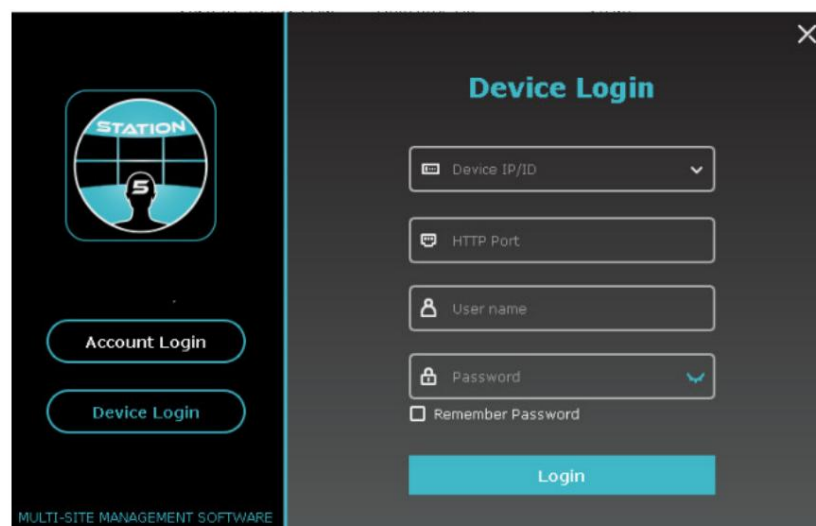 STATION
5
Account Login
Device Login
MULTI-SITE MANAGEMENT SOFTWARE
Device Login
Device IP/ID
HTTP Port
User name
Password
Remember Password
Login